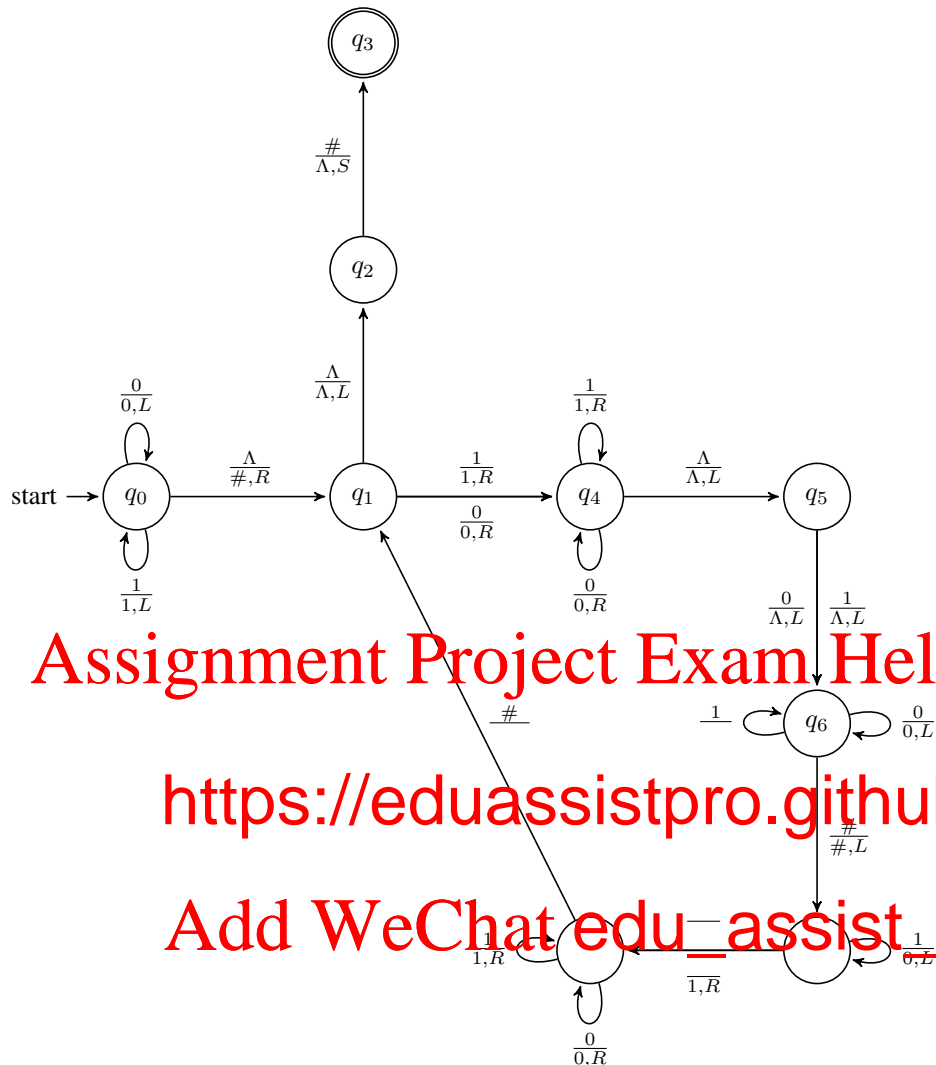 q3
#
Λ,S
q2
Λ
Λ,L
0
0,L
1
1,R
start
q0
Λ
#,R
q1
1
1,R
0
0,R
q4
Λ
Λ,L
q5
1
1,L
0
0,R
0
Λ,L
1
Λ,L
Assignment Project Exam Hel
#
1
q6
0
0,L
https://eduassistpro.githu
#
#,L
Add WeChat edu_assist
1
1,R
1,R
1
0,L
0
0,R